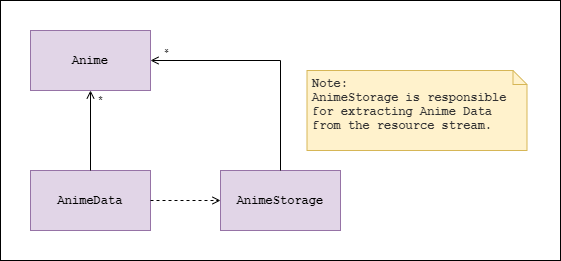 Anime
*
*
Note:
AnimeStorage is responsible
for extracting Anime Data
from the resource stream.
AnimeData
AnimeStorage